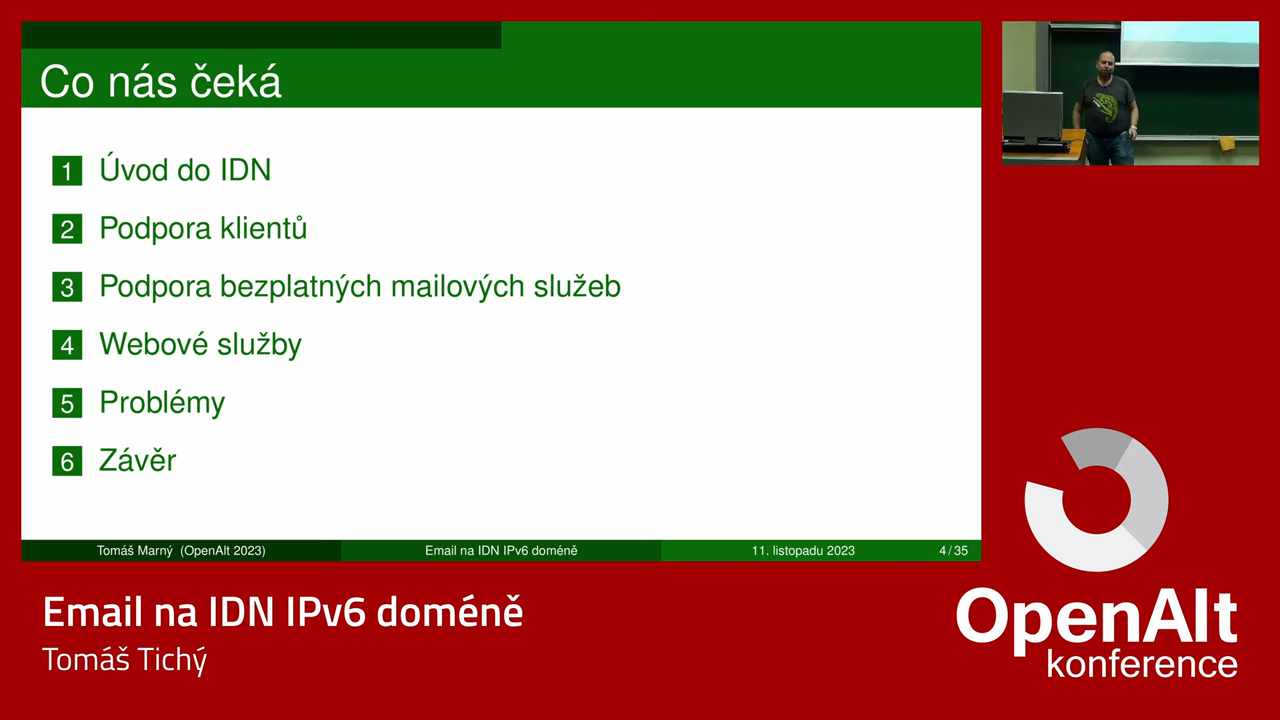 Co nás čeká
1 Úvod do IDN
2 Podpora klientů
3 Podpora bezplatných mailových služeb
4 Webové služby
5 Problémy
6 Závěr
Tomáš Marný (OpenAlt 2023) Email na IDN IPv6 doméně 11. listopadu 2023 4 / 35
Email na IDN IPv6 doméně
Tomáš Tichý
OpenAlt
konference